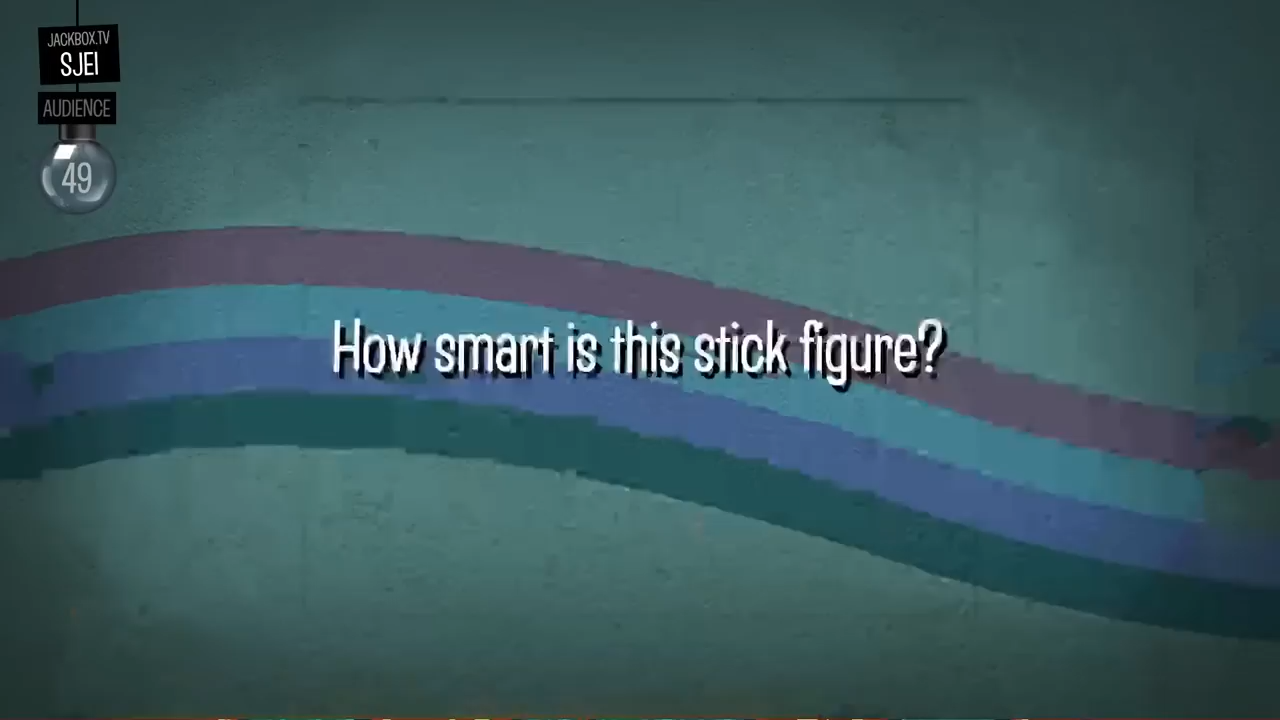 JACKBOX.TV
SJEI
AUDIENCE
49
How smart is this stick figure?